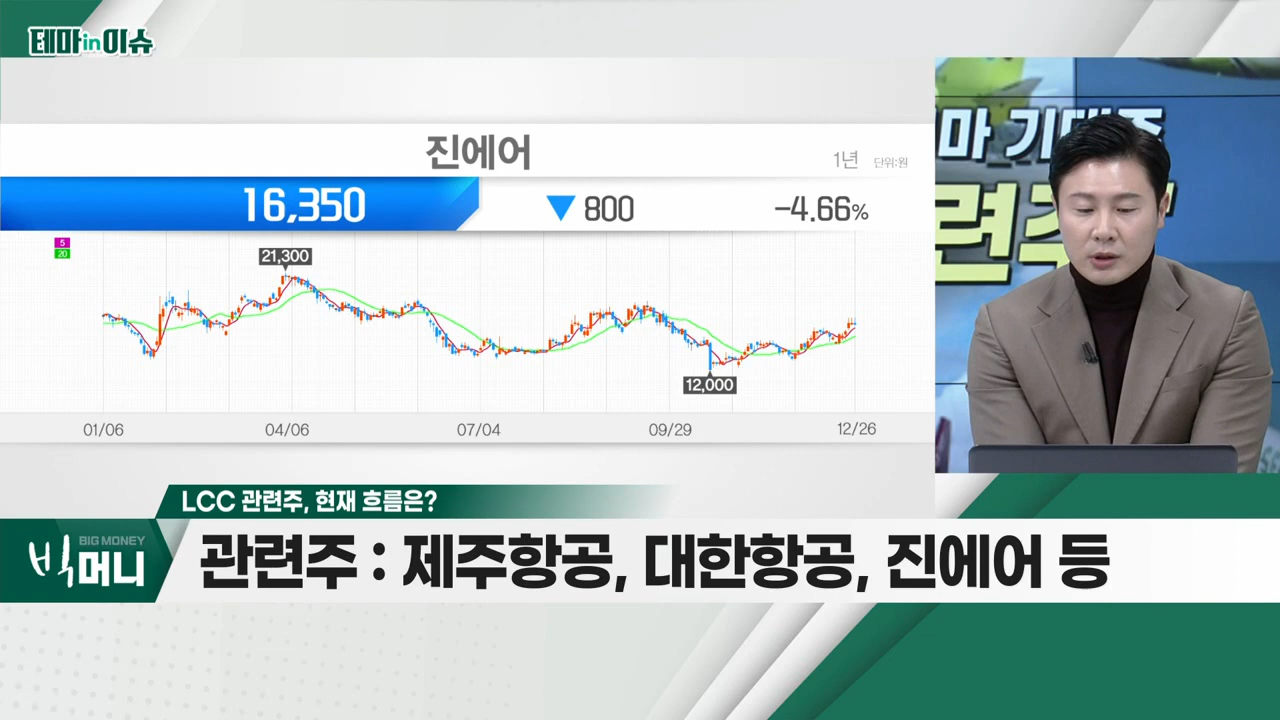 테마in이슈
진에어
1년 단위:원
16,350 ▼ 800 -4.66%
5
20
21,300
12,000
01/06 04/06 07/04 09/29 12/26
LCC 관련주, 현재 흐름은?
BIG MONEY
빅머니
관련주 : 제주항공, 대한항공, 진에어 등